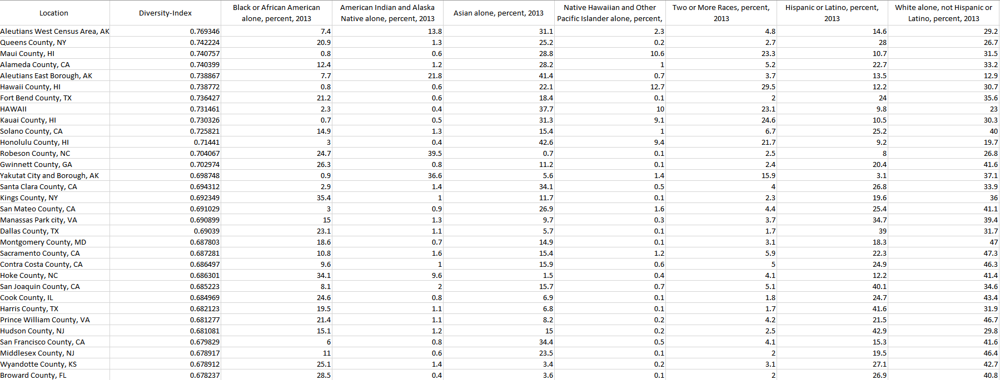 Location Diversity-Index Black or African American alone, percent, 2013 American Indian and Alaska Native alone, percent, 2013 Asian alone, percent, 2013 Native Hawaiian and Other Pacific Islander alone, percent, Two or More Races, percent, 2013 Hispanic or Latino, percent, 2013 White alone, not Hispanic or Latino, percent, 2013
Aleutians West Census Area, AK 0.769346 7.4 13.8 31.1 2.3 4.8 14.6 29.2
Queens County, NY 0.742224 20.9 1.3 25.2 0.2 2.7 28 26.7
Maui County, HI 0.740757 0.8 0.6 28.8 10.6 23.3 10.7 31.5
Alameda County, CA 0.740399 12.4 1.2 28.2 1 5.2 22.7 33.2
Aleutians East Borough, AK 0.738867 7.7 21.8 41.4 0.7 3.7 13.5 12.9
Hawaii County, HI 0.738772 0.8 0.6 22.1 12.7 29.5 12.2 30.7
Fort Bend County, TX 0.736427 21.2 0.6 18.4 0.1 2 24 35.6
HAWAII 0.731461 2.3 0.4 37.7 10 23.1 9.8 23
Kauai County, HI 0.730326 0.7 0.5 31.3 9.1 24.6 10.5 30.3
Solano County, CA 0.725821 14.9 1.3 15.4 1 6.7 25.2 40
Honolulu County, HI 0.71441 3 0.4 42.6 9.4 21.7 9.2 19.7
Robeson County, NC 0.704067 24.7 39.5 0.7 0.1 2.5 8 26.8
Gwinnett County, GA 0.702974 26.3 0.8 11.2 0.1 2.4 20.4 41.6
Yakutat City and Borough, AK 0.698748 0.9 36.6 5.6 1.4 15.9 3.1 37.1
Santa Clara County, CA 0.694312 2.9 1.4 34.1 0.5 4 26.8 33.9
Kings County, NY 0.692349 35.4 1 11.7 0.1 2.3 19.6 36
San Mateo County, CA 0.691029 3 0.9 26.9 1.6 4.4 25.4 41.1
Manassas Park city, VA 0.690899 15 1.3 9.7 0.3 3.7 34.7 39.4
Dallas County, TX 0.69039 23.1 1.1 5.7 0.1 1.7 39 31.7
Montgomery County, MD 0.687803 18.6 0.7 14.9 0.1 3.1 18.3 47
Sacramento County, CA 0.687281 10.8 1.6 15.4 1.2 5.9 22.3 47.3
Contra Costa County, CA 0.686497 9.6 1 15.9 0.6 5 24.9 46.3
Hoke County, NC 0.686301 34.1 9.6 1.5 0.4 4.1 12.2 41.4
San Joaquin County, CA 0.685223 8.1 2 15.7 0.7 5.1 40.1 34.6
Cook County, IL 0.684969 24.6 0.8 6.9 0.1 1.8 24.7 43.4
Harris County, TX 0.682123 19.5 1.1 6.8 0.1 1.7 41.6 31.9
Prince William County, VA 0.681277 21.4 1.1 8.2 0.2 4.2 21.5 46.7
Hudson County, NJ 0.681081 15.1 1.2 15 0.2 2.5 42.9 29.8
San Francisco County, CA 0.679829 6 0.8 34.4 0.5 4.1 15.3 41.6
Middlesex County, NJ 0.678917 11 0.6 23.5 0.1 2 19.5 46.4
Wyandotte County, KS 0.678912 25.1 1.4 3.4 0.2 3.1 27.1 42.7
Broward County, FL 0.678237 28.5 0.4 3.6 0.1 2 26.9 40.8